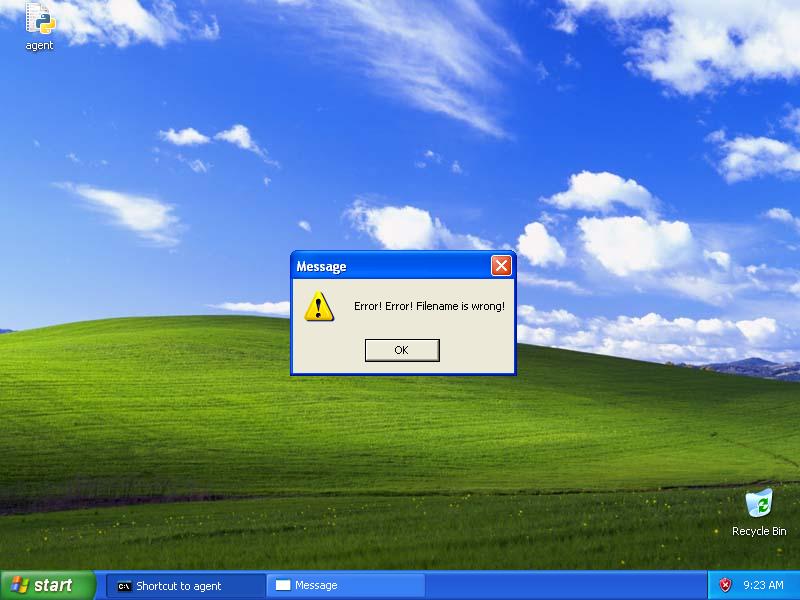 agent
Message
Error! Error! Filename is wrong!
OK
Recycle Bin
start
C:\
Shortcut to agent
Message
9:23 AM